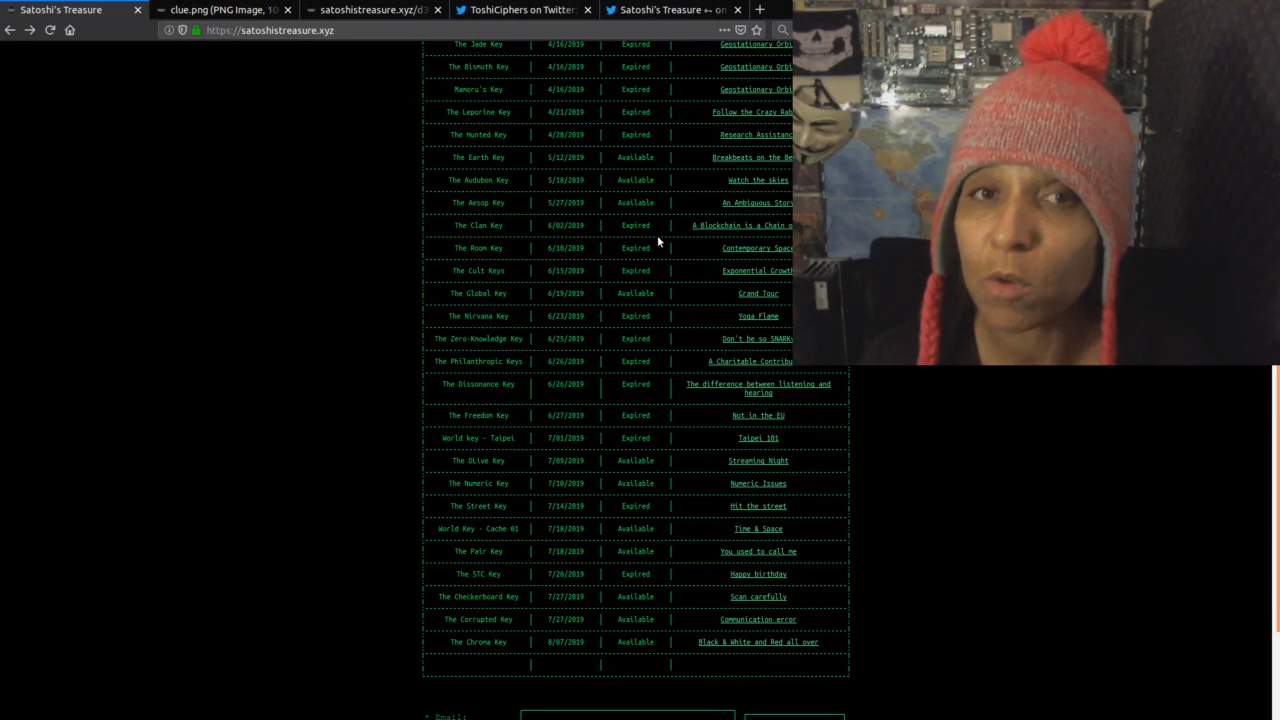 Satoshi's Treasure
clue.png (PNG Image, 10
satoshistreasure.xyz/d3
ToshiCiphers on Twitter:
Satoshi's Treasure on
https://satoshistreasure.xyz
The Jade Key 4/16/2019 Expired Geostationary Orbi
The Bismuth Key 4/16/2019 Expired Geostationary Orbi
Mamoru's Key 4/16/2019 Expired Geostationary Orbi
The Leporine Key 4/21/2019 Expired Follow the Crazy Rab
The Hunted Key 4/28/2019 Expired Research Assistanc
The Earth Key 5/12/2019 Available Breakbeats on the Be
The Audubon Key 5/18/2019 Available Watch the skies
The Aesop Key 5/27/2019 Available An Ambiguous Story
The Clan Key 6/02/2019 Expired A Blockchain is a Chain o
The Room Key 6/10/2019 Expired Contemporary Space
The Cult Keys 6/15/2019 Expired Exponential Growth
The Global Key 6/19/2019 Available Grand Tour
The Nirvana Key 6/23/2019 Expired Yoga Flame
The Zero-Knowledge Key 6/25/2019 Expired Don't be so SNARKy
The Philanthropic Keys 6/26/2019 Expired A Charitable Contribu
The Dissonance Key 6/26/2019 Expired The difference between listening and
hearing
The Freedom Key 6/27/2019 Expired Not in the EU
World key - Taipei 7/01/2019 Expired Taipei 101
The DLive Key 7/09/2019 Available Streaming Night
The Numeric Key 7/10/2019 Available Numeric Issues
The Street Key 7/14/2019 Expired Hit the street
World Key - Cache 01 7/18/2019 Available Time & Space
The Pair Key 7/18/2019 Available You used to call me
The STC Key 7/20/2019 Expired Happy birthday
The Checkerboard Key 7/27/2019 Available Scan carefully
The Corrupted Key 7/27/2019 Available Communication error
The Chroma Key 8/07/2019 Available Black & White and Red all over
* Email: